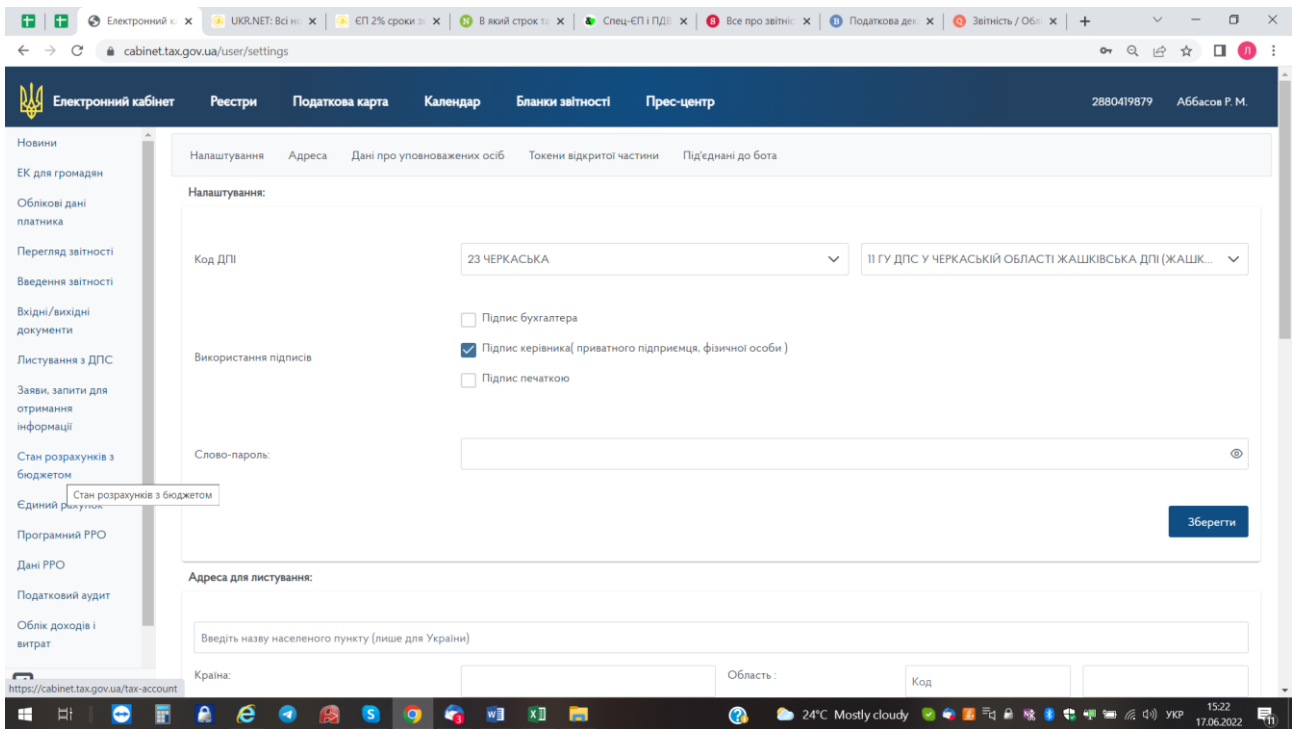 Електронний к
UKR.NET: Всі но
ЄП 2% сроки
В який строк та
Спец-ЄП і ПДВ
Все про звітніс
Податкова дек
Звітність / Обл
cabinet.tax.gov.ua/user/settings
Л
Електронний кабінет
Реєстри
Податкова карта
Календар
Бланки звітності
Прес-центр
2880419879
Аббасов Р. М.
Новини
ЕК для громадян
Облікові дані
платника
Перегляд звітності
Введення звітності
Вхідні/вихідні
документи
Листування з ДПС
Заяви, запити для
отримання
інформації
Стан розрахунків з
бюджетом
Стан розрахунків з бюджетом
Єдиний рахунок
Програмний РРО
Дані РРО
Податковий аудит
Облік доходів і
витрат
Налаштування
Адреса
Дані про уповноважених осіб
Токени відкритої частини
Під'єднані до бота
Налаштування:
Код ДПІ
23 ЧЕРКАСЬКА
11 ГУ ДПС У ЧЕРКАСЬКІЙ ОБЛАСТІ ЖАШКІВСЬКА ДПІ (ЖАШК...
Використання підписів
Підпис бухгалтера
Підпис керівника( приватного підприємця, фізичної особи )
Підпис печаткою
Слово-пароль:
Зберегти
Адреса для листування:
Введіть назву населеного пункту (лише для України)
Країна:
Область :
Код
https://cabinet.tax.gov.ua/tax-account
24°C Mostly cloudy
УКР
15:22
17.06.2022
11